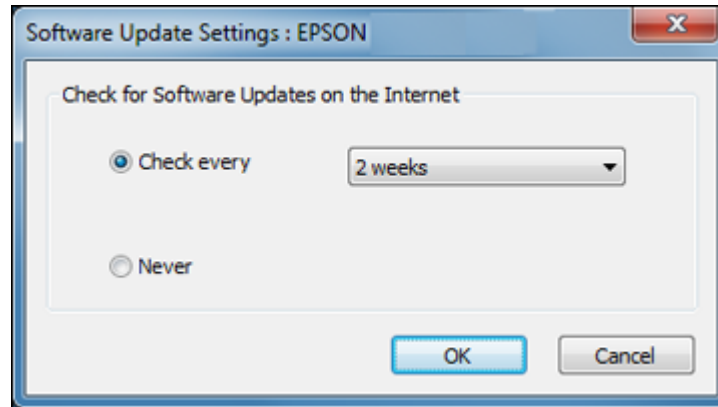 Software Update Settings : EPSON
Check for Software Updates on the Internet
Check every 2 weeks
Never
OK Cancel